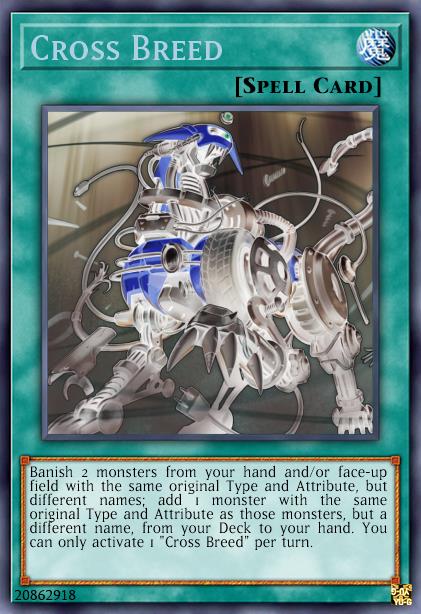 Cross Breed
魔
[Spell Card]
Banish 2 monsters from your hand and/or face-up
field with the same original Type and Attribute, but
different names; add 1 monster with the same
original Type and Attribute as those monsters, but a
different name, from your Deck to your hand. You
can only activate 1 "Cross Breed" per turn.
20862918